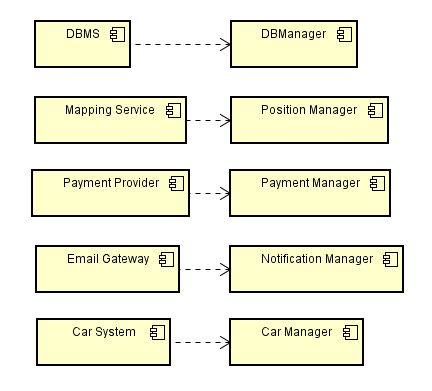 DBMS DBManager
Mapping Service Position Manager
Payment Provider Payment Manager
Email Gateway Notification Manager
Car System Car Manager